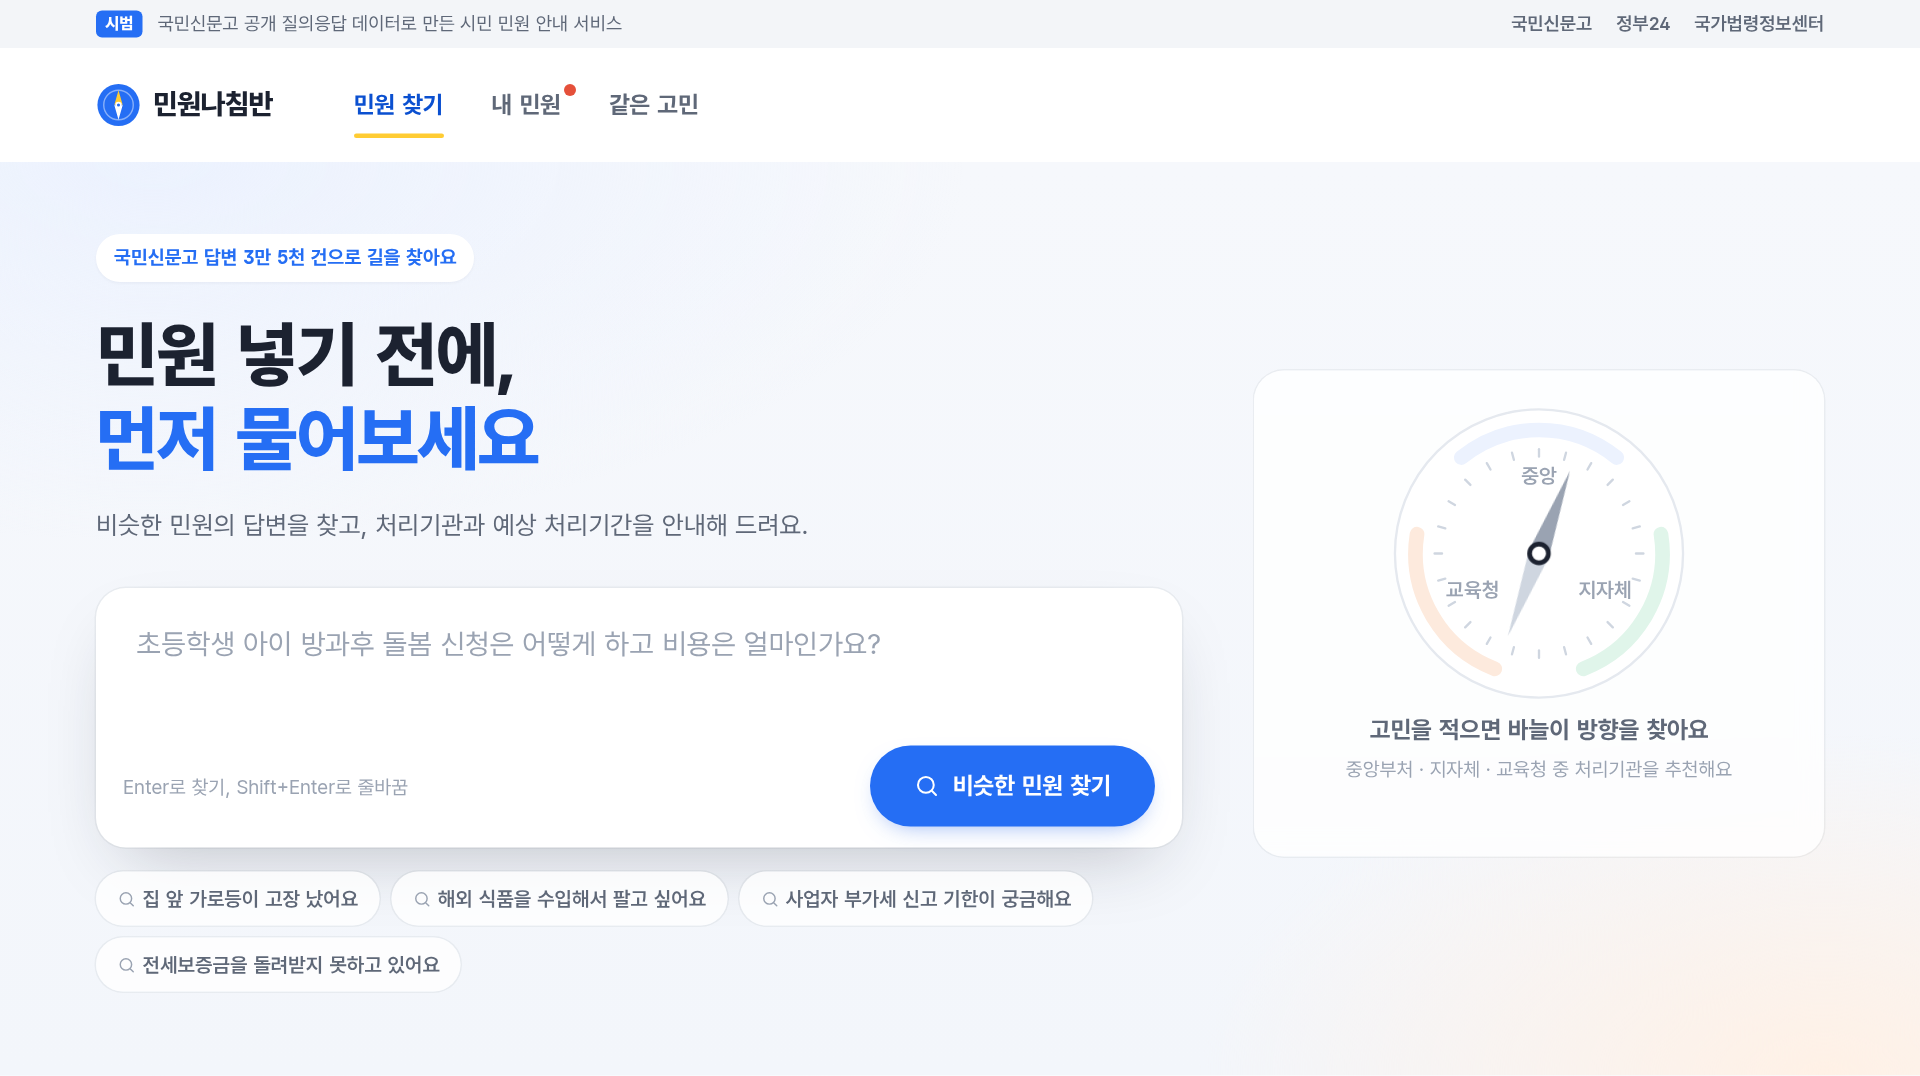 시범 국민신문고 공개 질의응답 데이터로 만든 시민 민원 안내 서비스 국민신문고 정부24 국가법령정보센터
민원나침반 민원 찾기 내 민원 같은 고민
국민신문고 답변 3만 5천 건으로 길을 찾아요
민원 넣기 전에,
먼저 물어보세요
비슷한 민원의 답변을 찾고, 처리기관과 예상 처리기간을 안내해 드려요.
초등학생 아이 방과후 돌봄 신청은 어떻게 하고 비용은 얼마인가요?
Enter로 찾기, Shift+Enter로 줄바꿈
비슷한 민원 찾기
집 앞 가로등이 고장 났어요
해외 식품을 수입해서 팔고 싶어요
사업자 부가세 신고 기한이 궁금해요
전세보증금을 돌려받지 못하고 있어요
중앙
교육청
지자체
고민을 적으면 바늘이 방향을 찾아요
중앙부처 · 지자체 · 교육청 중 처리기관을 추천해요